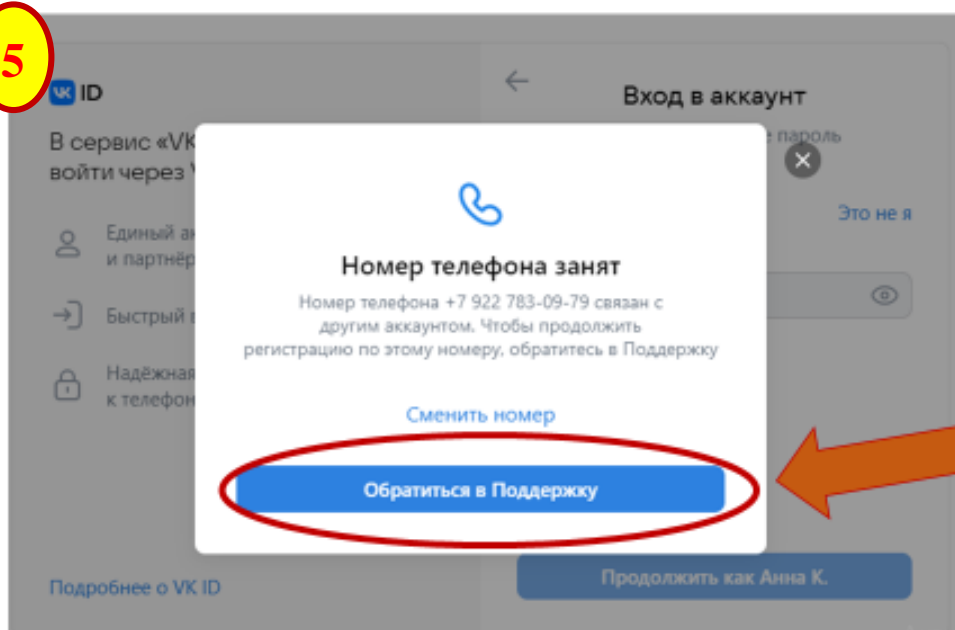 5
VK ID
Вход в аккаунт
В сервис «VK
войти через
пароль
Это не я
Единый
и партнёр
Быстрый
Надёжная
к телефон
Номер телефона занят
Номер телефона +7 922 783-09-79 связан с
другим аккаунтом. Чтобы продолжить
регистрацию по этому номеру, обратитесь в Поддержку
Сменить номер
Обратиться в Поддержку
Продолжить как Анна К.
Подробнее о VK ID